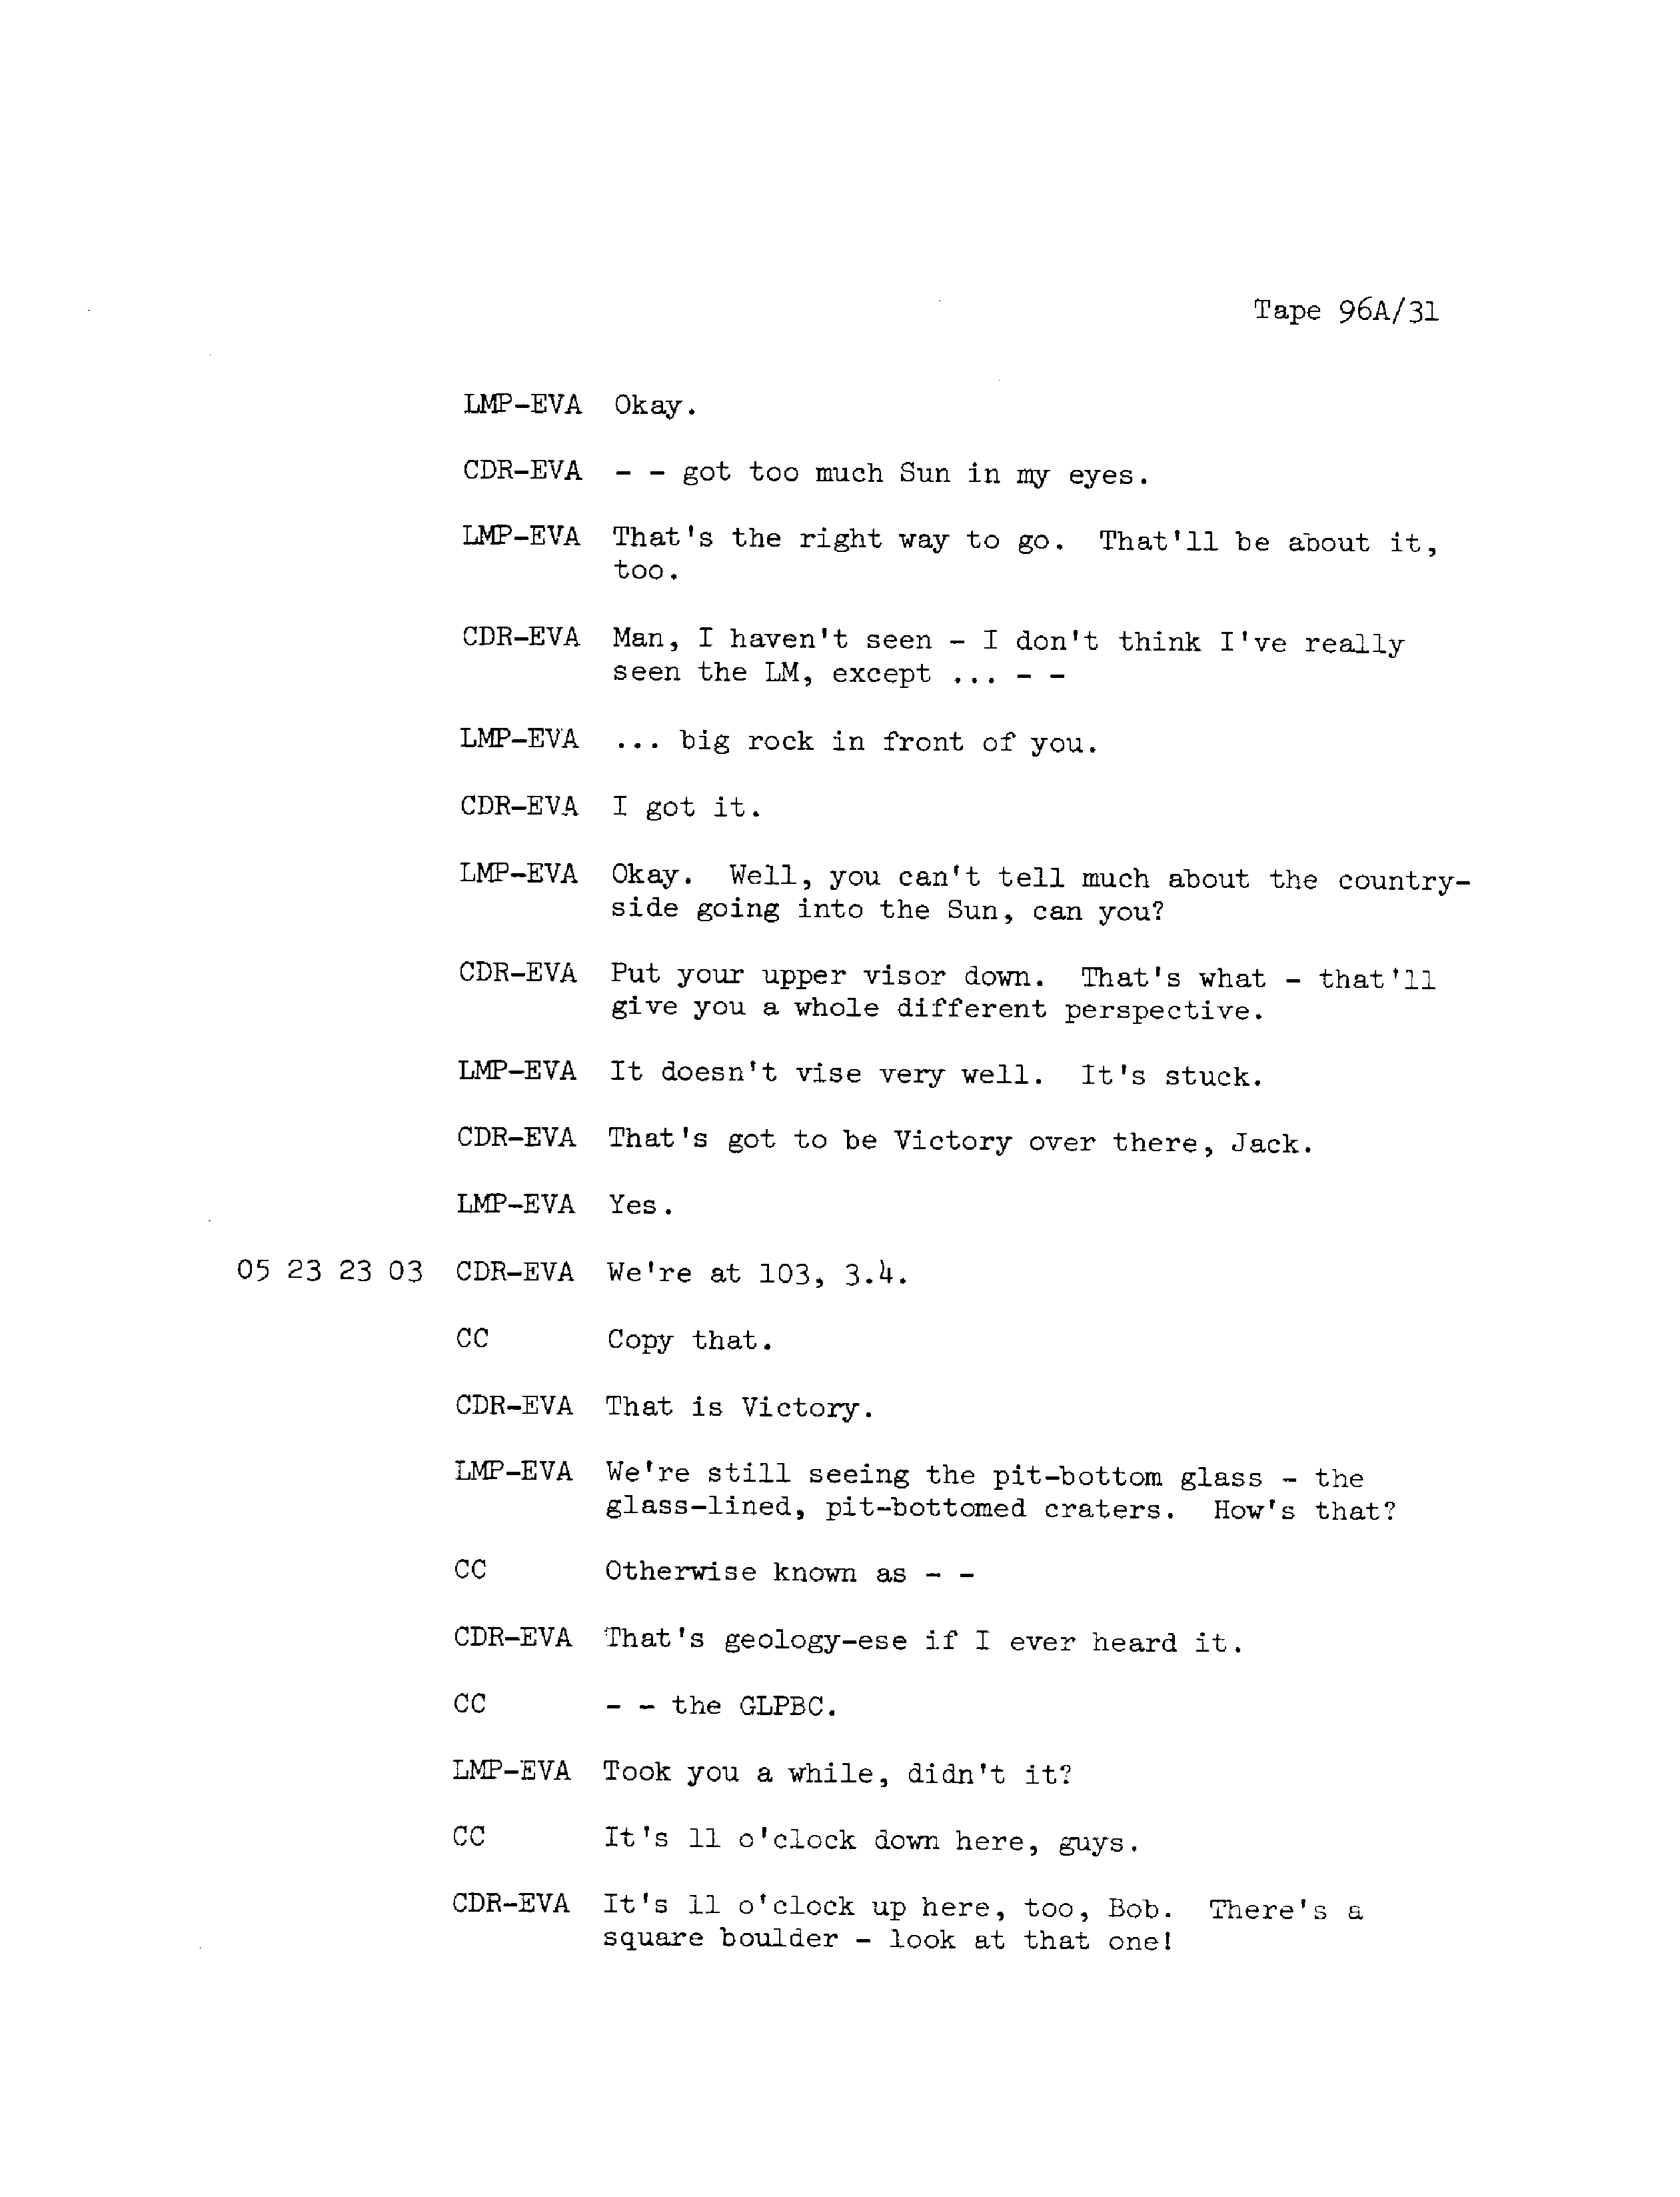 Tape 96A/31
LMP-EVA Okay.
CDR-EVA - - got too much Sun in my eyes.
LMP-EVA That's the right way to go. That'll be about it,
too.
CDR-EVA Man, I haven't seen - I don't think I've really
seen the LM, except ... - -
LMP-EVA ... big rock in front of you.
CDR-EVA I got it.
LMP-EVA Okay. Well, you can't tell much about the country-
side going into the Sun, can you?
CDR-EVA Put your upper visor down. That's what - that'll
give you a whole different perspective.
LMP-EVA It doesn't vise very well. It's stuck.
CDR-EVA That's got to be Victory over there, Jack.
LMP-EVA Yes.
05 23 23 03 CDR-EVA We're at 103, 3.4.
CC Copy that.
CDR-EVA That is Victory.
LMP-EVA We're still seeing the pit-bottom glass - the
glass-lined, pit-bottomed craters. How's that?
CC Otherwise known as - -
CDR-EVA That's geology-ese if I ever heard it.
CC - - the GLPBC.
LMP-EVA Took you a while, didn't it?
CC It's 11 o'clock down here, guys.
CDR-EVA It's 11 o'clock up here, too, Bob. There's a
square boulder - look at that one!